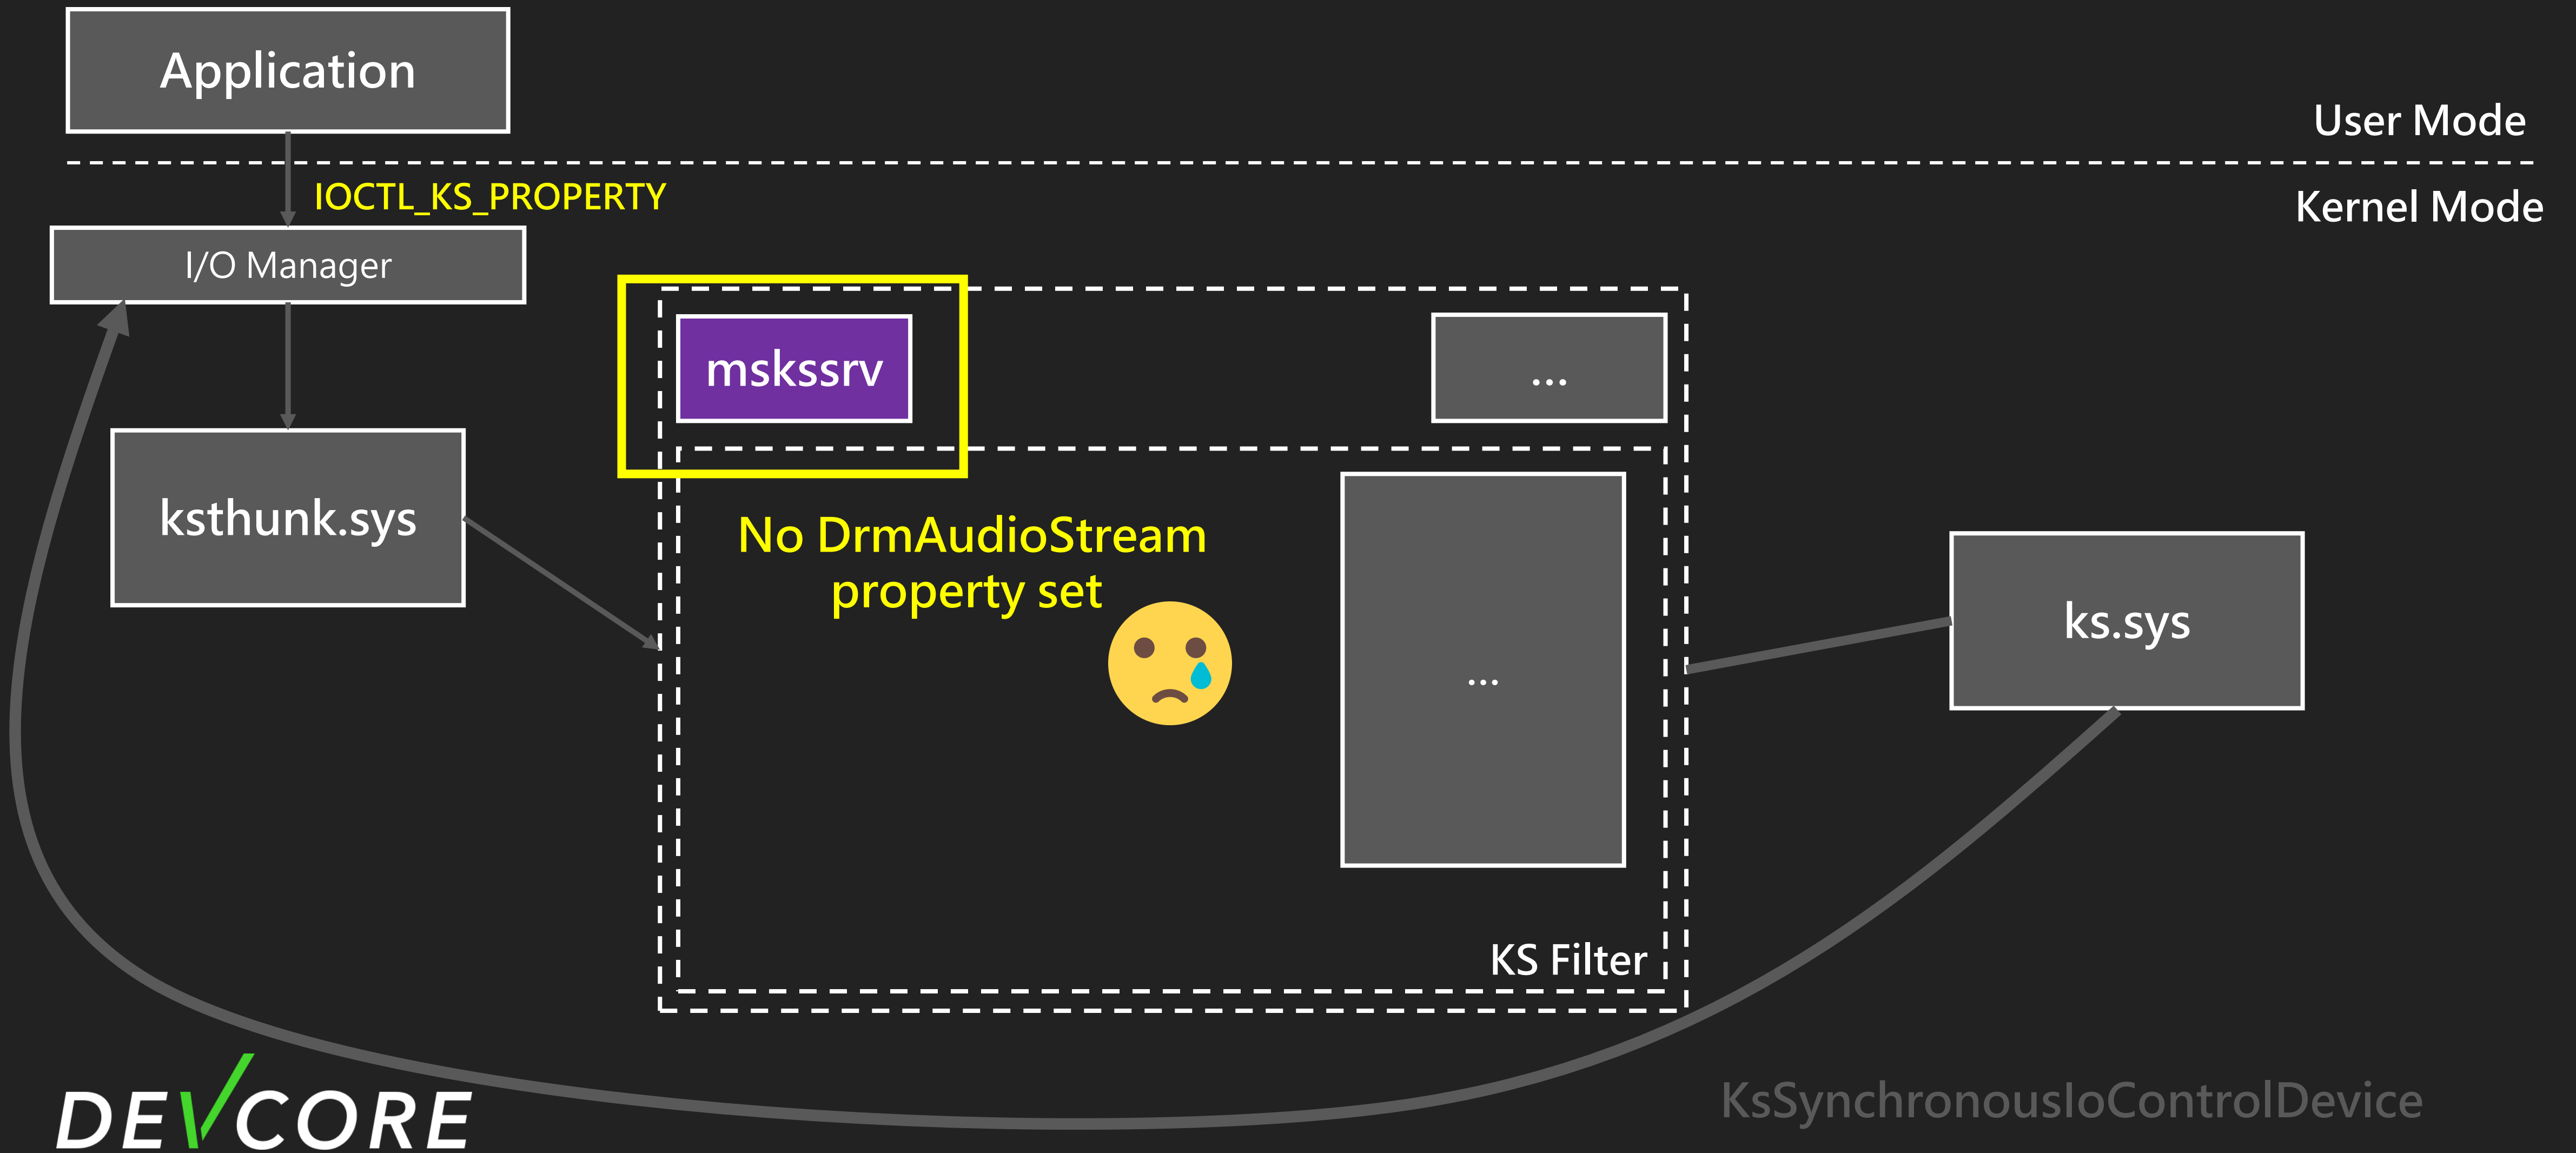 Application
User Mode
IOCTL_KS_PROPERTY
Kernel Mode
I/O Manager
mskssrv
...
ksthunk.sys
No DrmAudioStream
property set
...
ks.sys
KS Filter
DEVCORE
KsSynchronousIoControlDevice